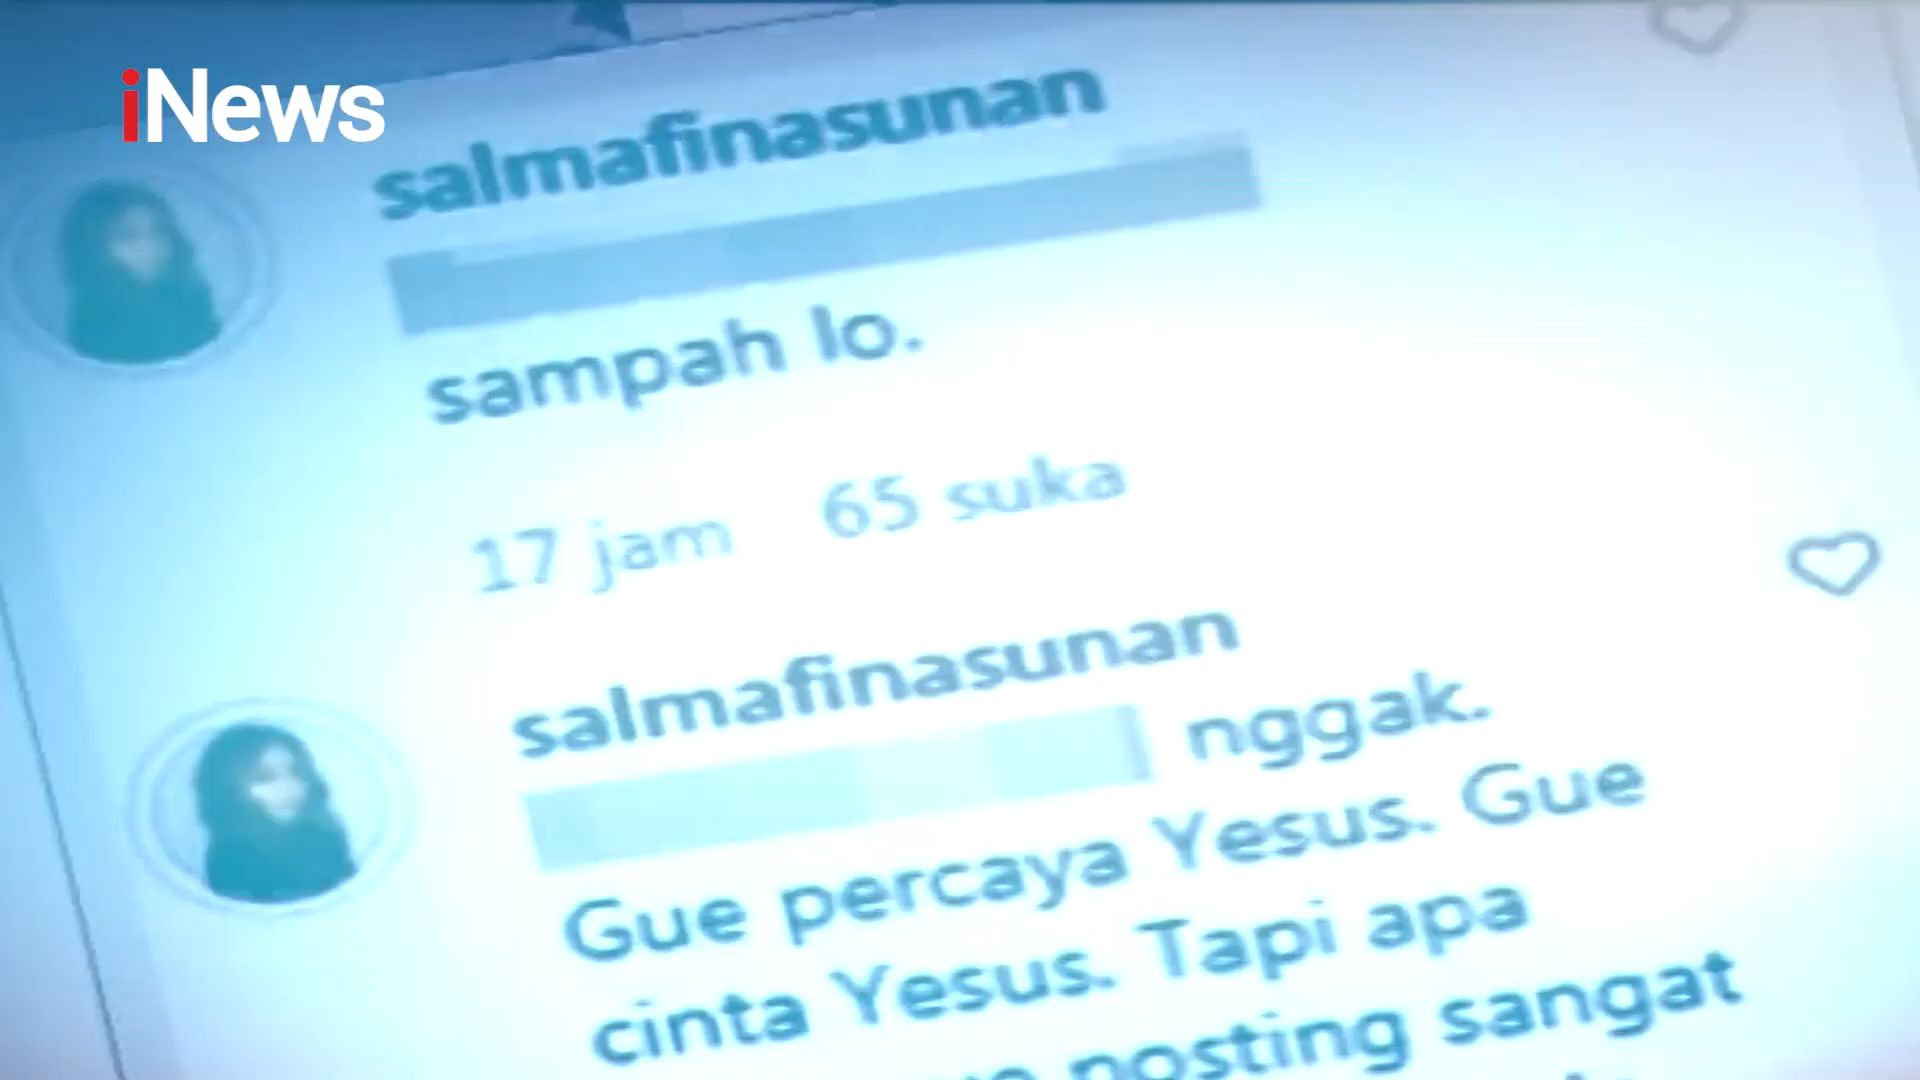 iNews
salmafinasunan
sampah lo.
17 jam 65 suka
salmafinasunan
nggak.
Gue percaya Yesus. Gue
cinta Yesus. Tapi apa
posting sangat